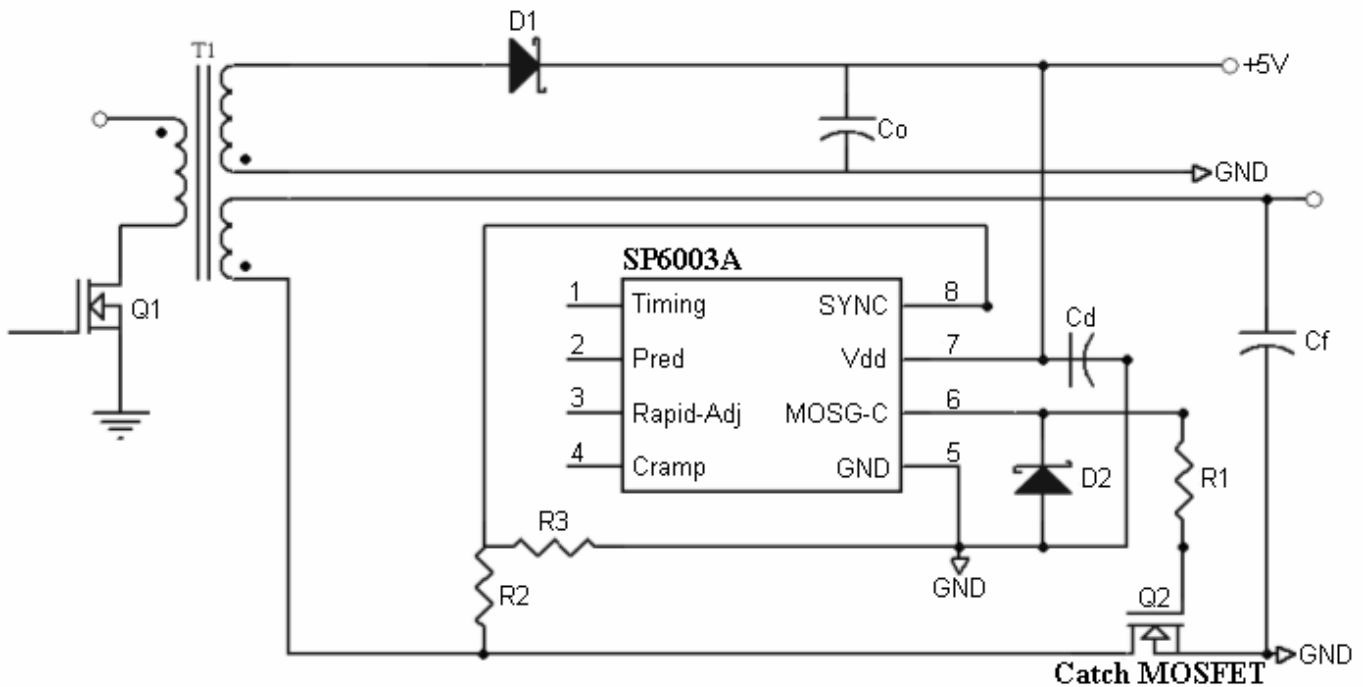 D1
T1
+5V
Co
GND
SP6003A
Q1
1 Timing SYNC 8
Cd
2 Pred Vdd 7
Cf
3 Rapid-Adj MOSG-C 6
4 Cramp GND 5
D2
R1
R3
GND
R2
Q2
GND
Catch MOSFET